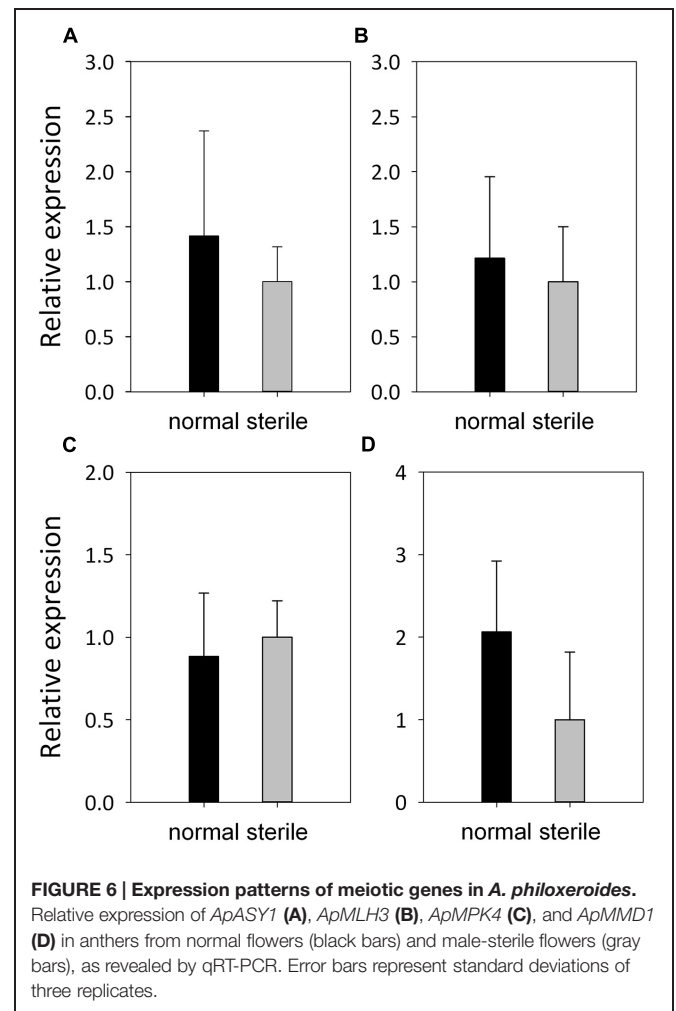 A
B
Relative expression
3.0
2.5
2.0
1.5
1.0
0.5
0.0
normal sterile
3.0
2.5
2.0
1.5
1.0
0.5
0.0
normal sterile
C
D
Relative expression
2.0
1.5
1.0
0.5
0.0
normal sterile
4
3
2
1
0
normal sterile
FIGURE 6 | Expression patterns of meiotic genes in A. philoxeroides.
Relative expression of ApASY1 (A), ApMLH3 (B), ApMPK4 (C), and ApMMD1
(D) in anthers from normal flowers (black bars) and male-sterile flowers (gray
bars), as revealed by qRT-PCR. Error bars represent standard deviations of
three replicates.